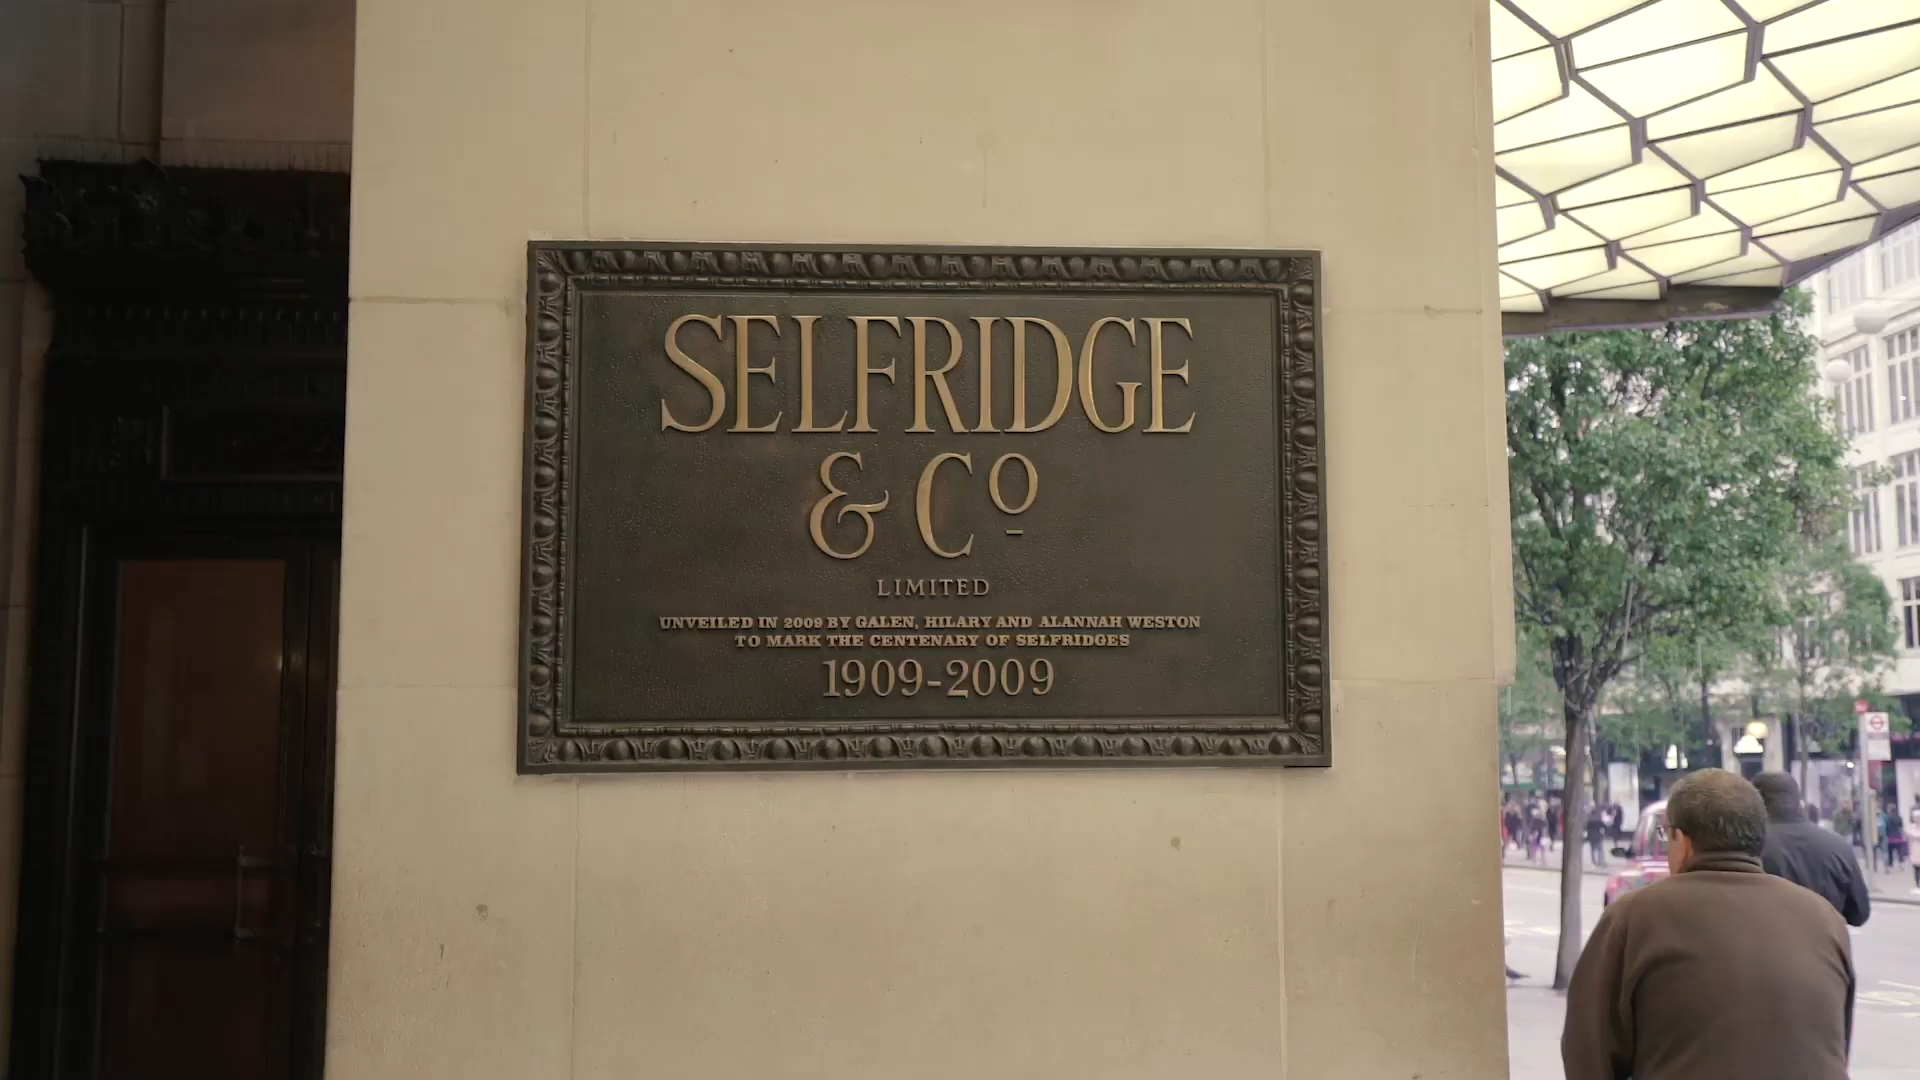 SELFRIDGE
& Cº
LIMITED
UNVEILED IN 2009 BY GALEN, HILARY AND ALANNAH WESTON
TO MARK THE CENTENARY OF SELFRIDGES
1909-2009